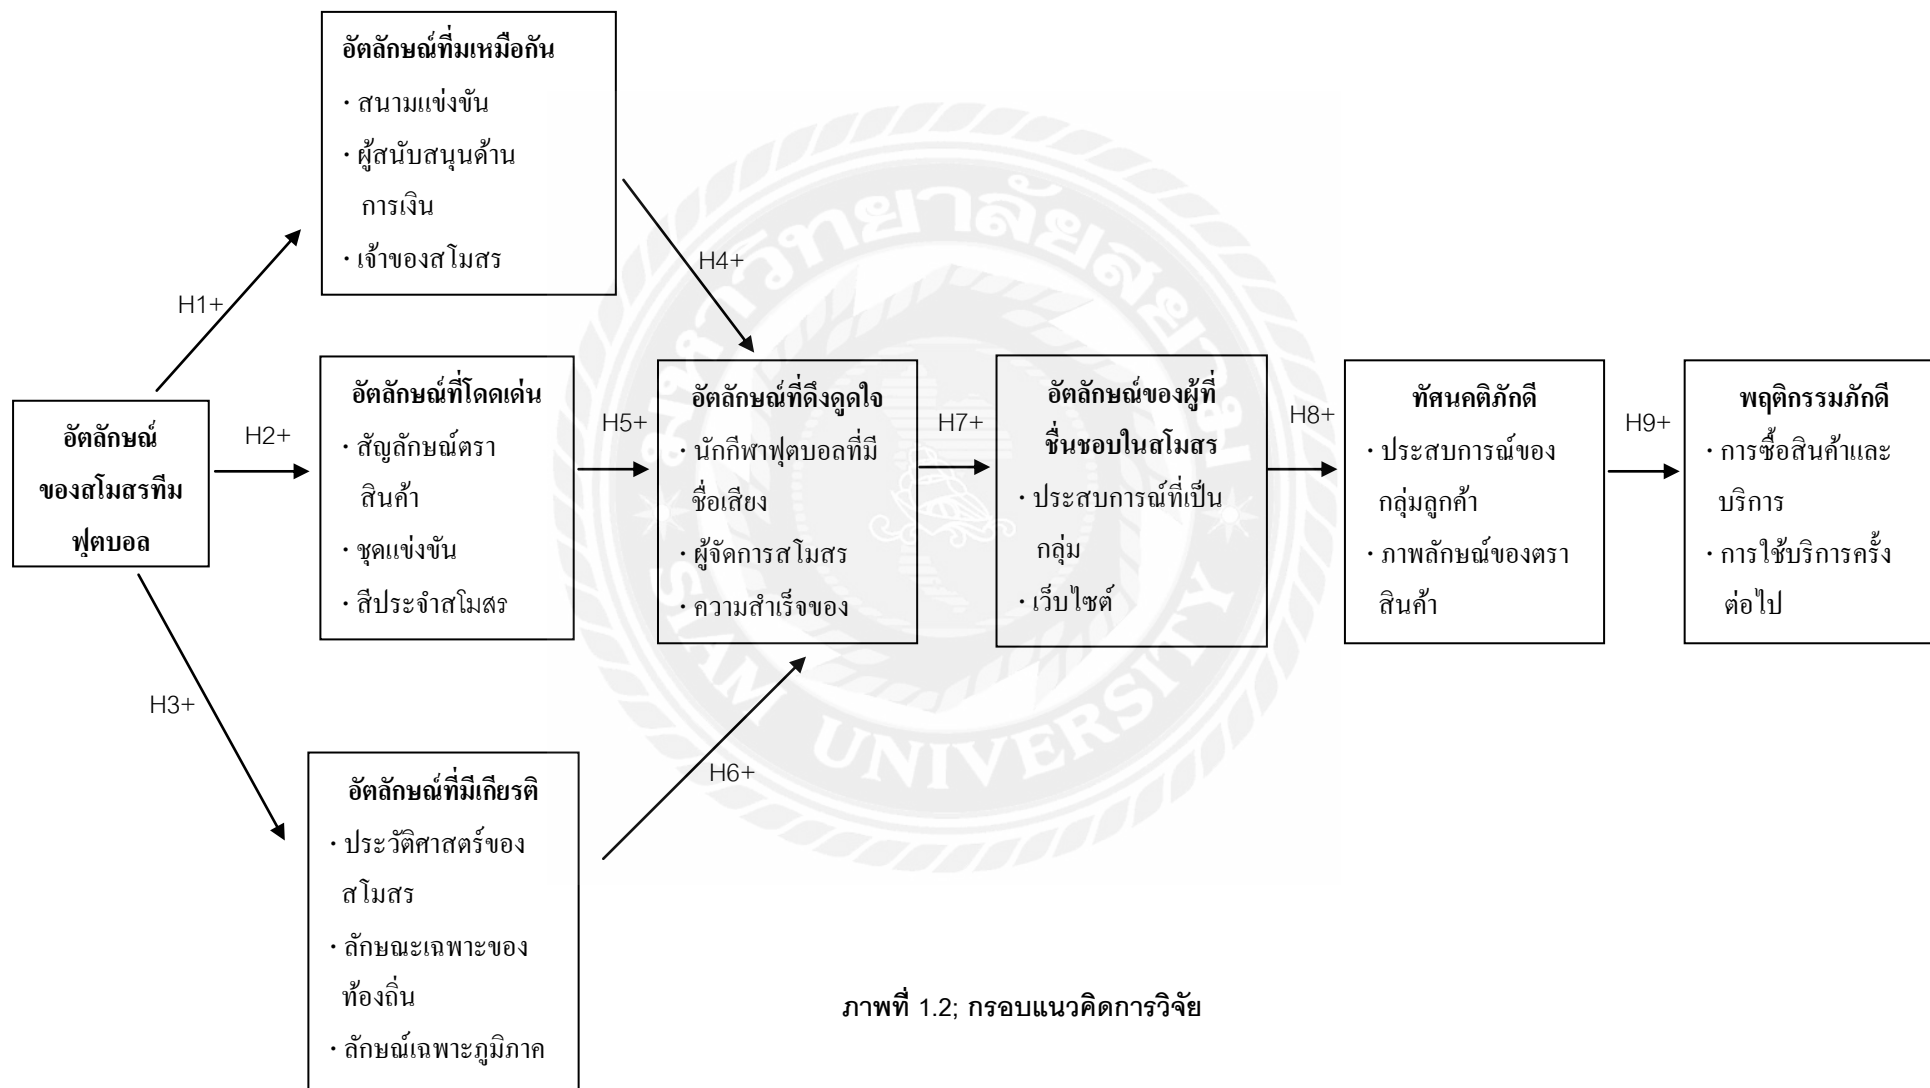 อัตลักษณ์ที่มเหมือกัน
· สนามแข่งขัน
· ผู้สนับสนุนด้าน
การเงิน
· เจ้าของสโมสร
H1+
H4+
อัตลักษณ์
ของสโมสรทีม
ฟุตบอล
H2+
อัตลักษณ์ที่โดดเด่น
· สัญลักษณ์ตรา
สินค้า
· ชุดแข่งขัน
· สีประจำสโมสร
H5+
อัตลักษณ์ที่ดึงดูดใจ
· นักกีฬาฟุตบอลที่มี
ชื่อเสียง
· ผู้จัดการสโมสร
· ความสำเร็จของ
H7+
อัตลักษณ์ของผู้ที่
ชื่นชอบในสโมสร
· ประสบการณ์ที่เป็น
กลุ่ม
· เว็บไซต์
H8+
ทัศนคติภักดี
· ประสบการณ์ของ
กลุ่มลูกค้า
· ภาพลักษณ์ของตรา
สินค้า
H9+
พฤติกรรมภักดี
· การซื้อสินค้าและ
บริการ
· การใช้บริการครั้ง
ต่อไป
H3+
H6+
อัตลักษณ์ที่มีเกียรติ
· ประวัติศาสตร์ของ
สโมสร
· ลักษณะเฉพาะของ
ท้องถิ่น
· ลักษณ์เฉพาะภูมิภาค
มหาวิทยาลัยสยาม
SIAM UNIVERSITY
ภาพที่ 1.2; กรอบแนวคิดการวิจัย